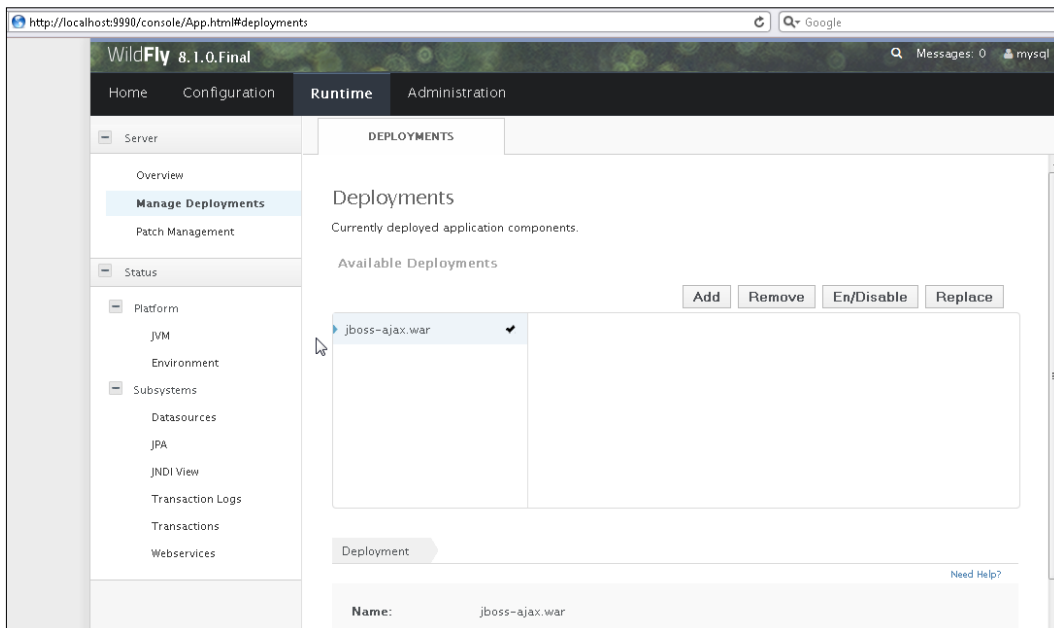 http://localhost:9990/console/App.html#deployments
Google
WildFly 8.1.0.Final
Messages: 0
mysql
Home Configuration Runtime Administration
Server
Overview
Manage Deployments
Patch Management
Status
Platform
JVM
Environment
Subsystems
Datasources
JPA
JNDI View
Transaction Logs
Transactions
Webservices
DEPLOYMENTS
Deployments
Currently deployed application components.
Available Deployments
Add Remove En/Disable Replace
jboss-ajax.war
Deployment
Need Help?
Name: jboss-ajax.war